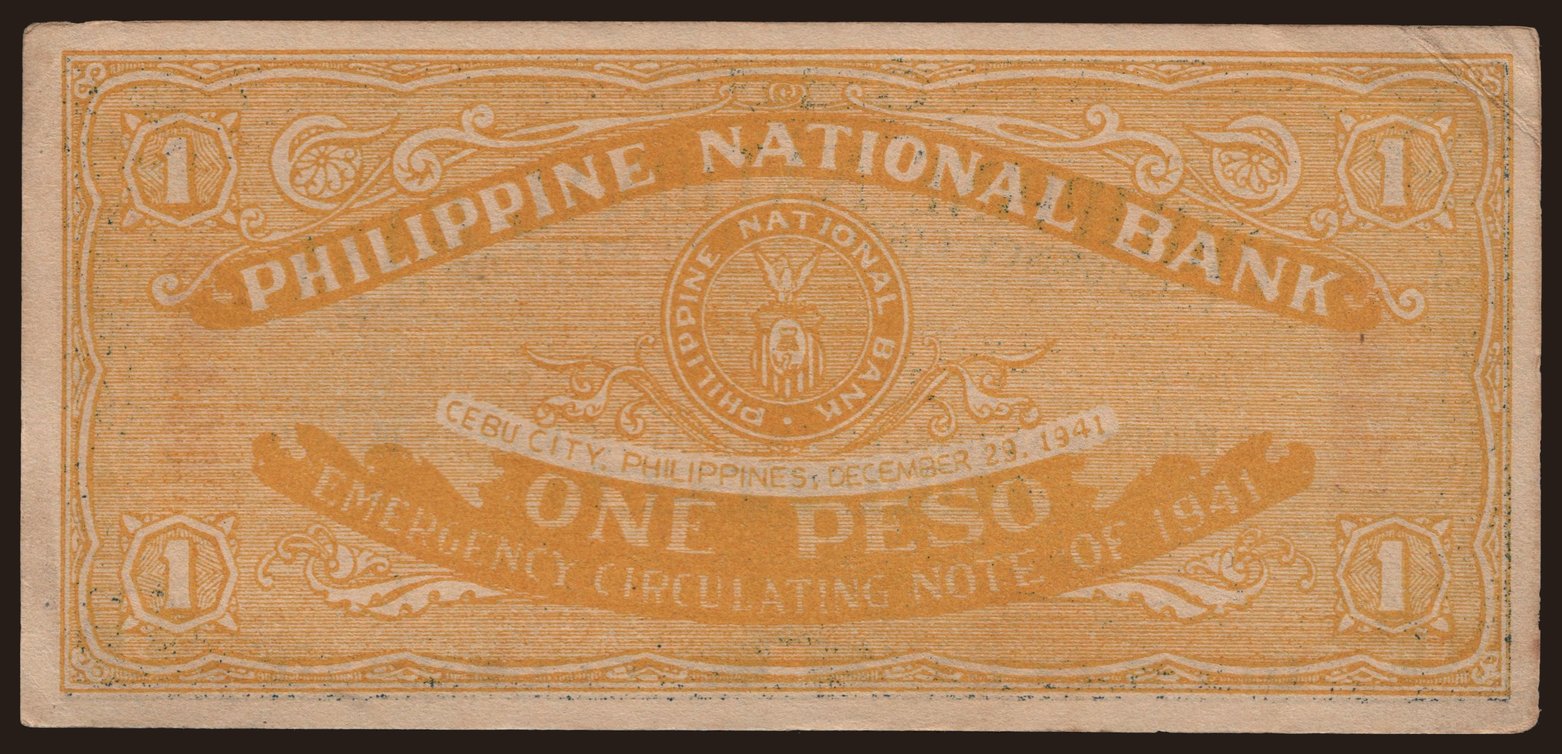 1 1
PHILIPPINE NATIONAL BANK
PHILIPPINE NATIONAL BANK
CEBU CITY, PHILIPPINES, DECEMBER 29, 1941
ONE PESO
EMERGENCY CIRCULATING NOTE OF 1941
1 1